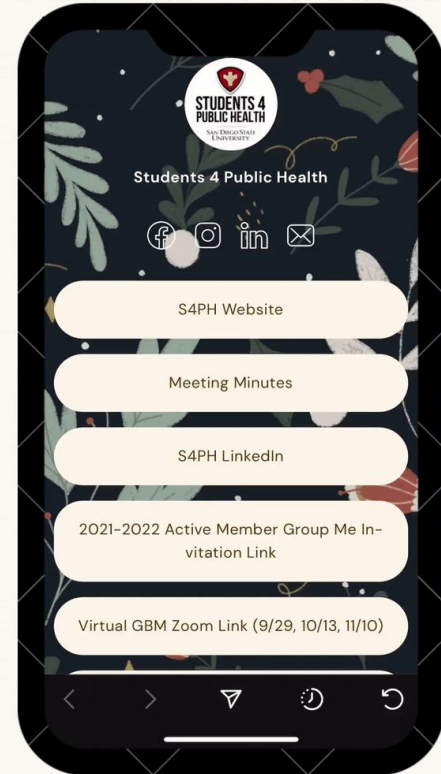 STUDENTS 4
PUBLIC HEALTH
SAN DIEGO STATE
UNIVERSITY
Students 4 Public Health
S4PH Website
Meeting Minutes
S4PH LinkedIn
2021-2022 Active Member Group Me In-
vitation Link
Virtual GBM Zoom Link (9/29, 10/13, 11/10)